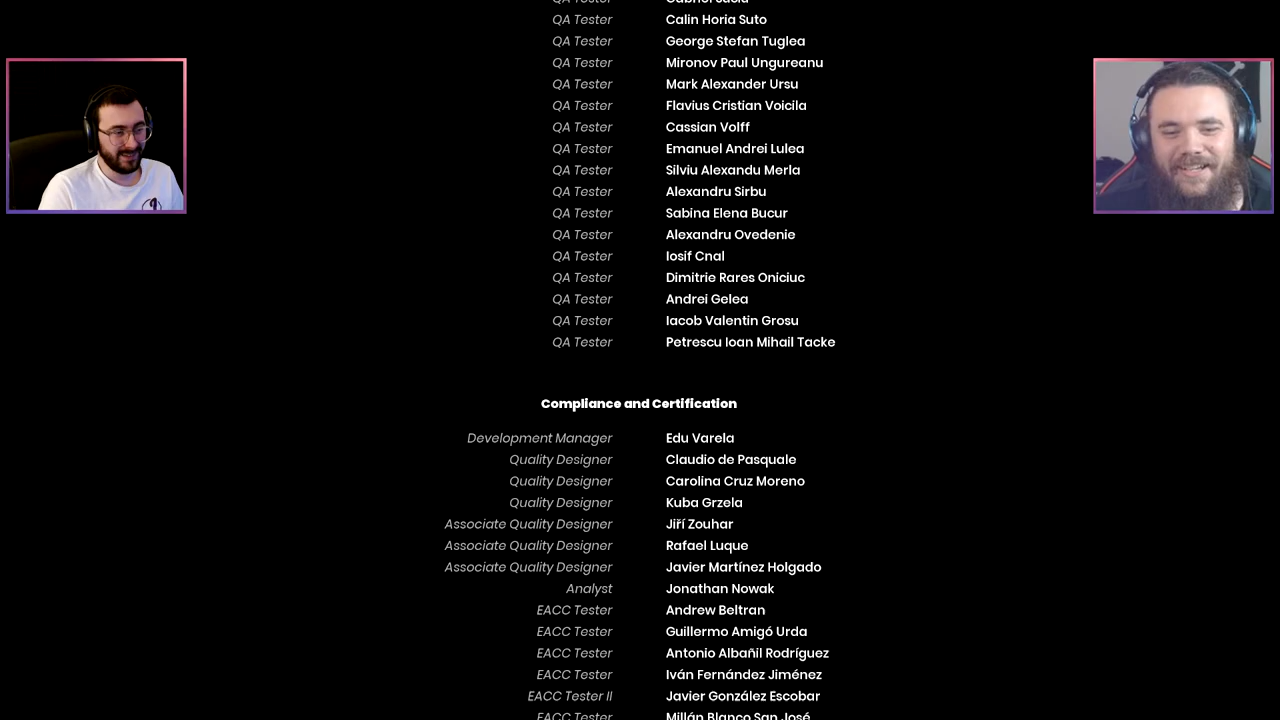 QA Tester Calin Horia Suto
QA Tester George Stefan Tuglea
QA Tester Mironov Paul Ungureanu
QA Tester Mark Alexander Ursu
QA Tester Flavius Cristian Voicila
QA Tester Cassian Volff
QA Tester Emanuel Andrei Lulea
QA Tester Silviu Alexandu Merla
QA Tester Alexandru Sirbu
QA Tester Sabina Elena Bucur
QA Tester Alexandru Ovedenie
QA Tester Iosif Cnal
QA Tester Dimitrie Rares Oniciuc
QA Tester Andrei Gelea
QA Tester Iacob Valentin Grosu
QA Tester Petrescu Ioan Mihail Tacke
Compliance and Certification
Development Manager Edu Varela
Quality Designer Claudio de Pasquale
Quality Designer Carolina Cruz Moreno
Quality Designer Kuba Grzela
Associate Quality Designer Jiří Zouhar
Associate Quality Designer Rafael Luque
Associate Quality Designer Javier Martínez Holgado
Analyst Jonathan Nowak
EACC Tester Andrew Beltran
EACC Tester Guillermo Amigó Urda
EACC Tester Antonio Albañil Rodríguez
EACC Tester Iván Fernández Jiménez
EACC Tester II Javier González Escobar
EACC Tester Millán Blanco San José